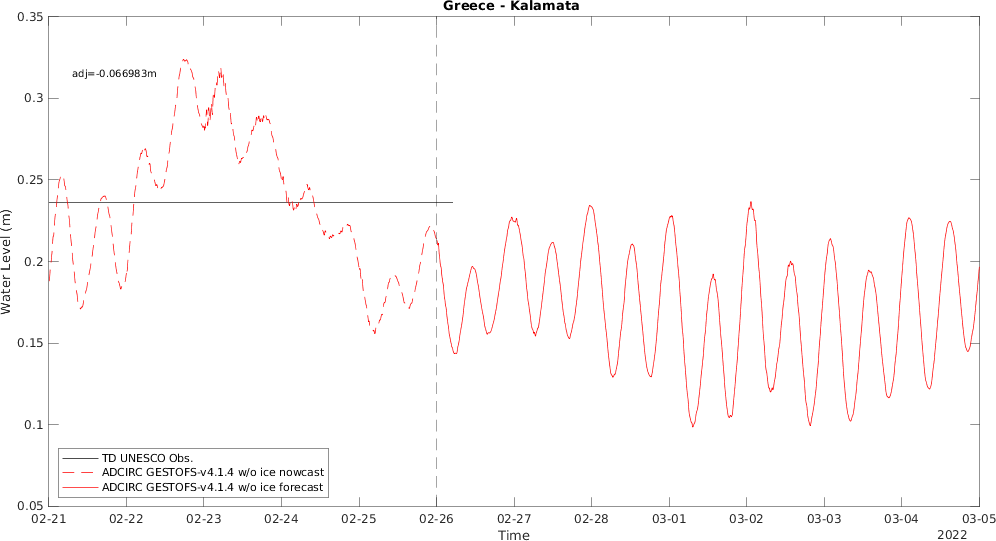 Greece - Kalamata
adj=-0.066983m
Water Level (m)
0.35
0.3
0.25
0.2
0.15
0.1
0.05
TD UNESCO Obs.
ADCIRC GESTOFS-v4.1.4 w/o ice nowcast
ADCIRC GESTOFS-v4.1.4 w/o ice forecast
02-21 02-22 02-23 02-24 02-25 02-26 02-27 02-28 03-01 03-02 03-03 03-04 03-05
Time
2022